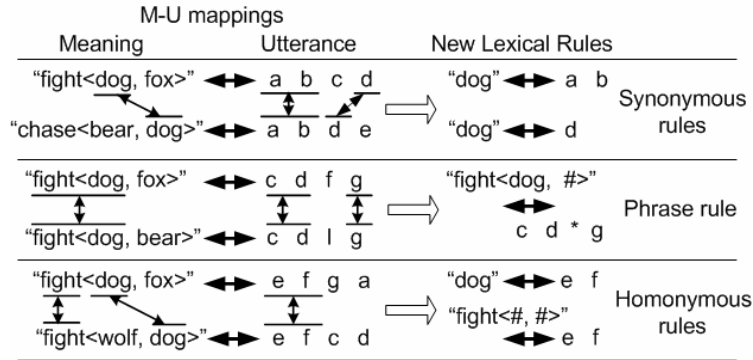 M-U mappings
Meaning Utterance New Lexical Rules
"fight<dog, fox>" a b c d "dog" a b
Synonymous
"chase<bear, dog>" a b d e "dog" d
rules
"fight<dog, fox>" c d f g "fight<dog, #>"
Phrase rule
"fight<dog, bear>" c d l g c d * g
"fight<dog, fox>" e f g a "dog" e f
Homonymous
"fight<#, #>"
rules
"fight<wolf, dog>" e f c d e f